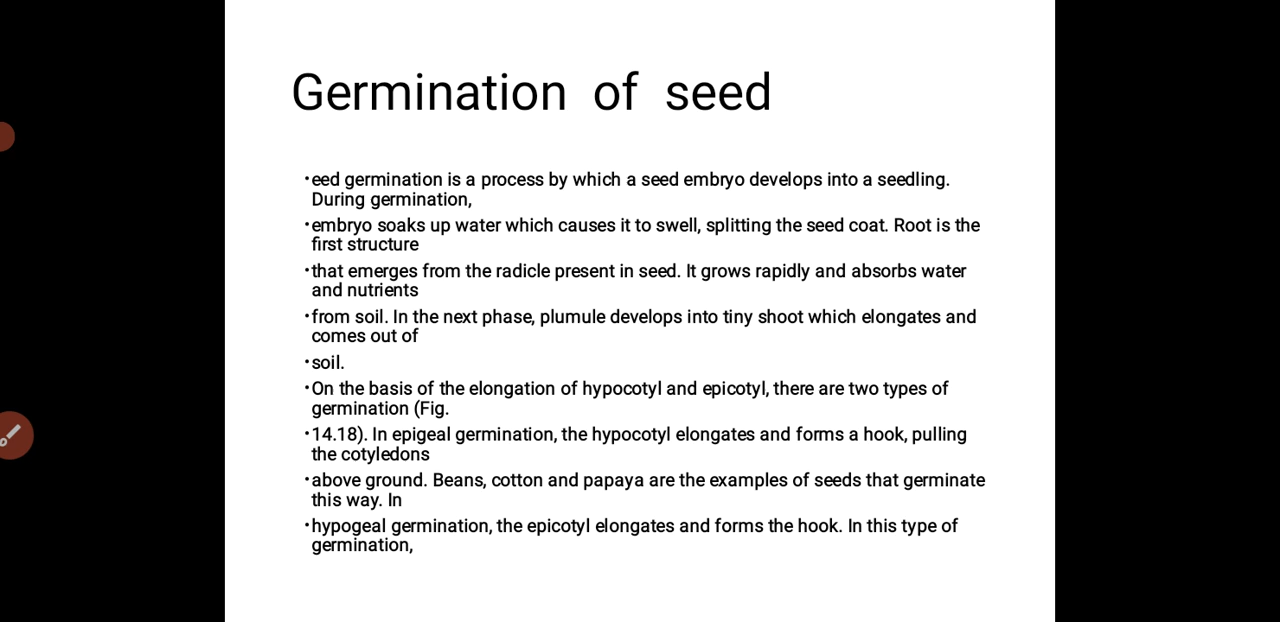 Germination of seed
•eed germination is a process by which a seed embryo develops into a seedling.
During germination,
•embryo soaks up water which causes it to swell, splitting the seed coat. Root is the
first structure
•that emerges from the radicle present in seed. It grows rapidly and absorbs water
and nutrients
•from soil. In the next phase, plumule develops into tiny shoot which elongates and
comes out of
•soil.
•On the basis of the elongation of hypocotyl and epicotyl, there are two types of
germination (Fig.
•14.18). In epigeal germination, the hypocotyl elongates and forms a hook, pulling
the cotyledons
•above ground. Beans, cotton and papaya are the examples of seeds that germinate
this way. In
•hypogeal germination, the epicotyl elongates and forms the hook. In this type of
germination,